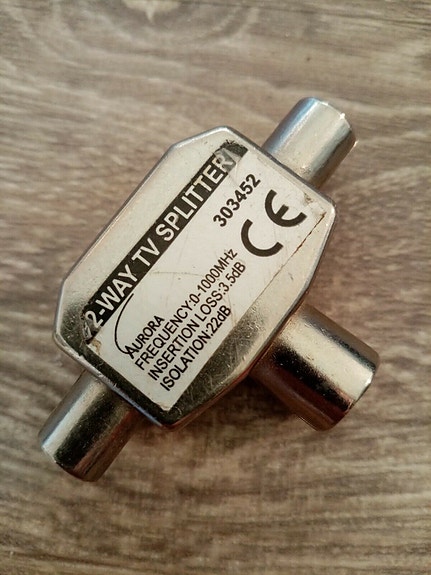 2-WAY TV SPLITTER
303452
CE
AURORA
FREQUENCY:0-1000MHz
INSERTION LOSS:3,5dB
ISOLATION:22dB